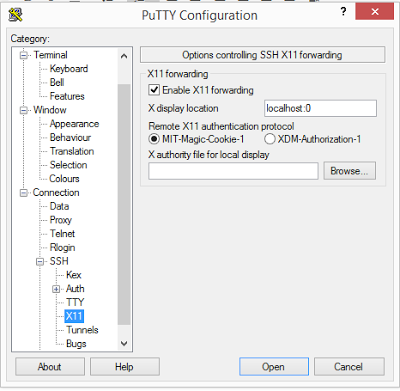 PuTTY Configuration
Category:
Terminal
Keyboard
Bell
Features
Window
Appearance
Behaviour
Translation
Selection
Colours
Connection
Data
Proxy
Telnet
Rlogin
SSH
Kex
Auth
TTY
X11
Tunnels
Bugs
Options controlling SSH X11 forwarding
X11 forwarding
Enable X11 forwarding
X display location localhost:0
Remote X11 authentication protocol
MIT-Magic-Cookie-1 XDM-Authorization-1
X authority file for local display
Browse...
About Help Open Cancel